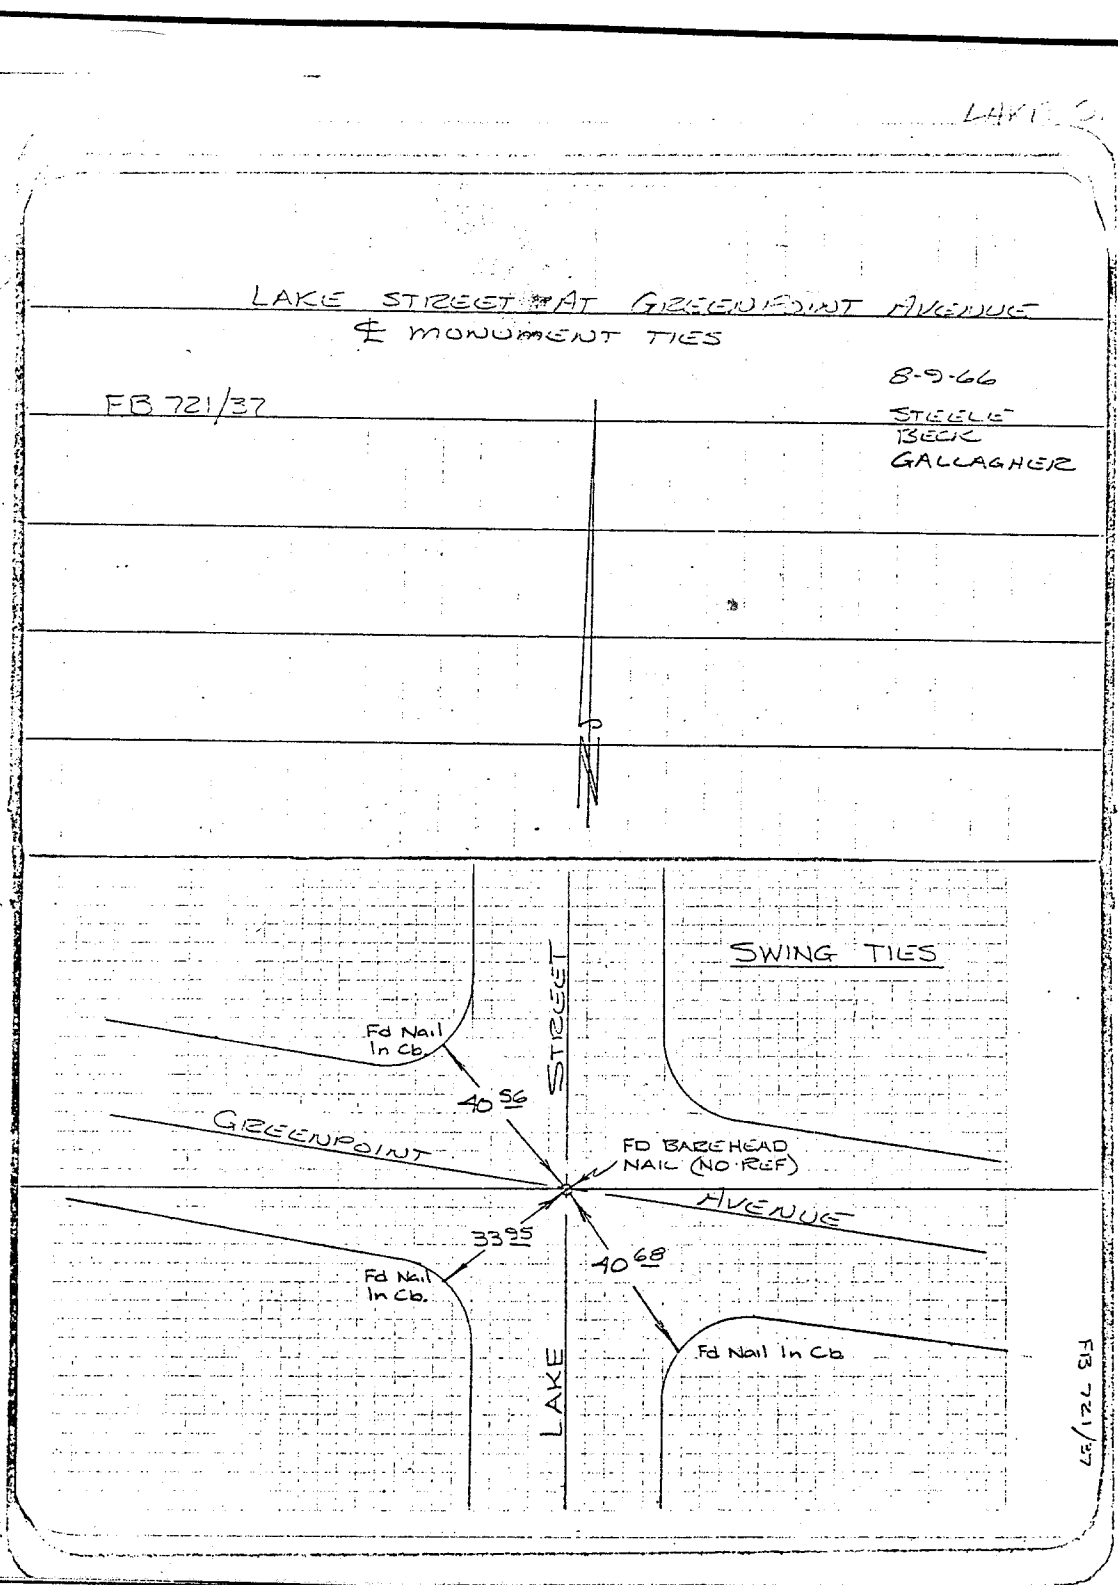 LAKE STREET AT GREENPOINT AVENUE
℄ MONUMENT TIES
8-9-66
FB 721/37
STEELE
BECK
GALLAGHER
N
SWING TIES
STREET
Fd Nail
In Cb.
40 56
GREENPOINT
FD BAREHEAD
NAIL (NO REF)
AVENUE
33 95
40 68
Fd Nail
In Cb.
Fd Nail In Cb
LAKE
FB 721/37